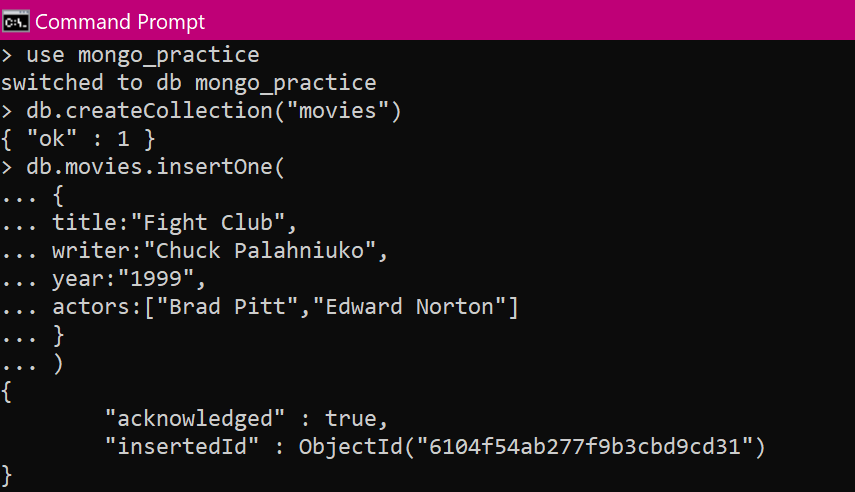 C:\. Command Prompt
> use mongo_practice
switched to db mongo_practice
> db.createCollection("movies")
{ "ok" : 1 }
> db.movies.insertOne(
... {
... title:"Fight Club",
... writer:"Chuck Palahniuko",
... year:"1999",
... actors:["Brad Pitt","Edward Norton"]
... }
... )
{
        "acknowledged" : true,
        "insertedId" : ObjectId("6104f54ab277f9b3cbd9cd31")
}